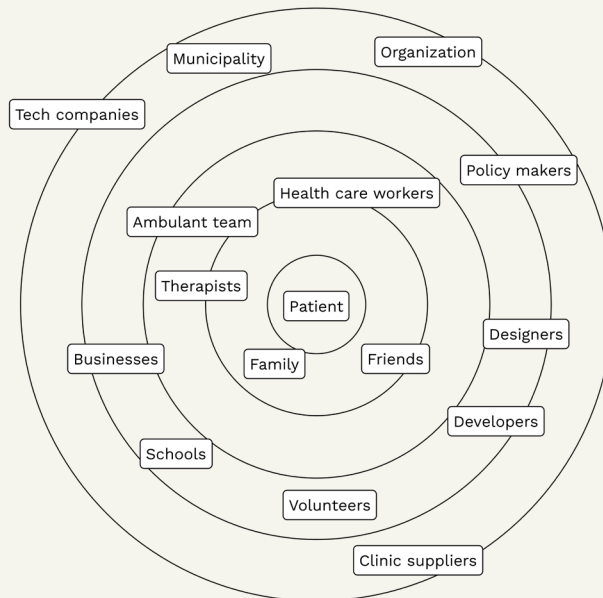 Organization
Municipality
Tech companies
Policy makers
Health care workers
Ambulant team
Therapists
Patient
Designers
Businesses
Family
Friends
Developers
Schools
Volunteers
Clinic suppliers